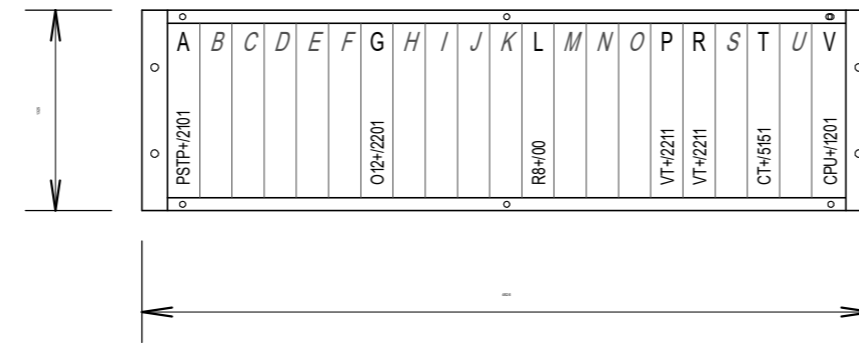 A B C D E F G H I J K L M N O P R S T U V
PSTP+/2101
O12+/2201
R8+/00
VT+/2211
VT+/2211
CT+/5151
CPU+/1201